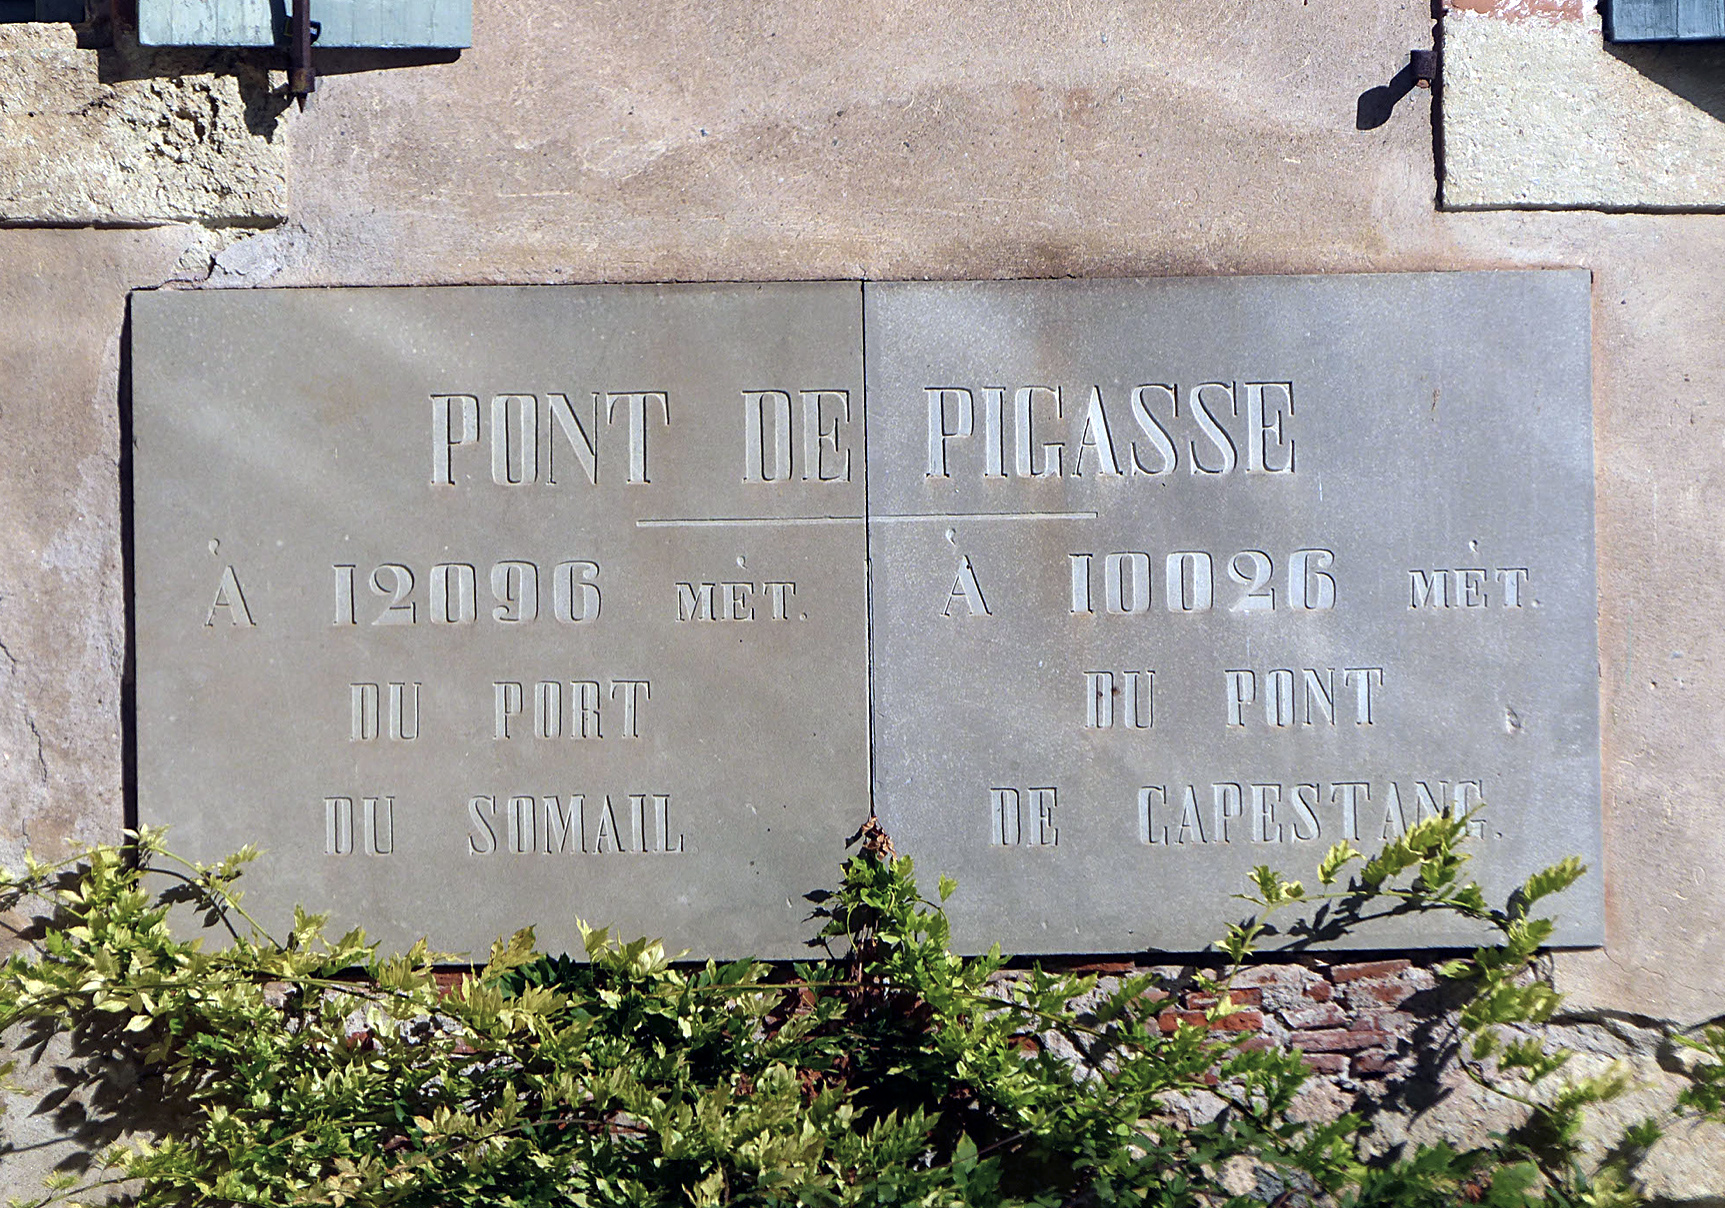 PONT DE PIGASSE
À 12096 MÈT.
DU PORT
DU SOMAIL
À 10026 MÈT.
DU PONT
DE CAPESTANG.